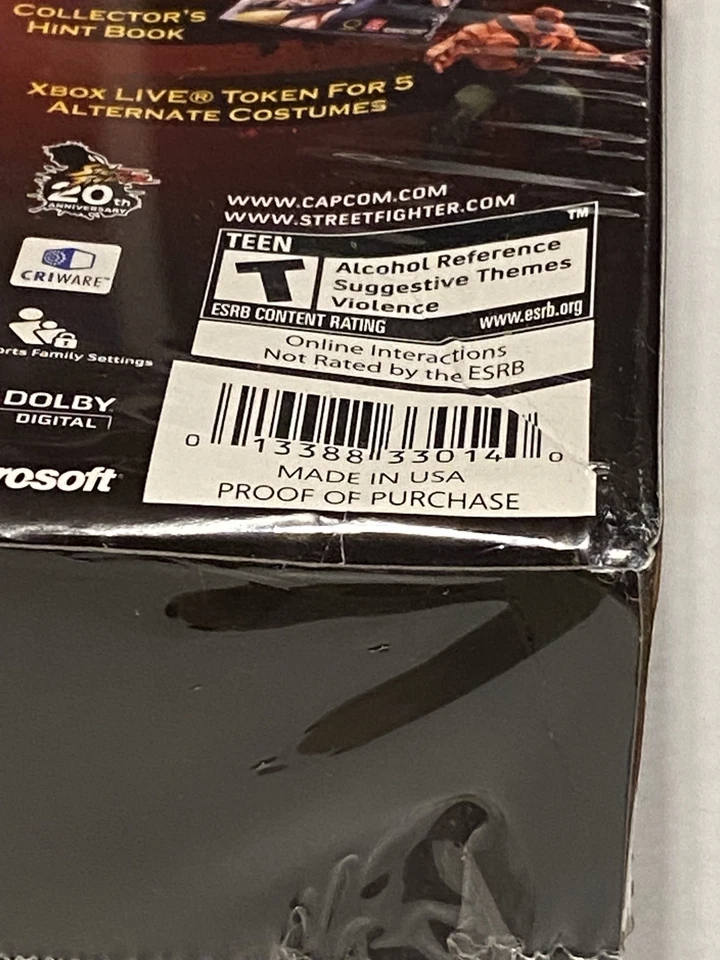 COLLECTOR'S
HINT BOOK
XBOX LIVE® TOKEN FOR 5
ALTERNATE COSTUMES
20th
ANNIVERSARY
CRIWARE™
orts Family Settings
DOLBY
DIGITAL
rosoft®
WWW.CAPCOM.COM
WWW.STREETFIGHTER.COM
TM
TEEN
T
Alcohol Reference
Suggestive Themes
Violence
ESRB CONTENT RATING www.esrb.org
Online Interactions
Not Rated by the ESRB
0 13388 33014 0
MADE IN USA
PROOF OF PURCHASE